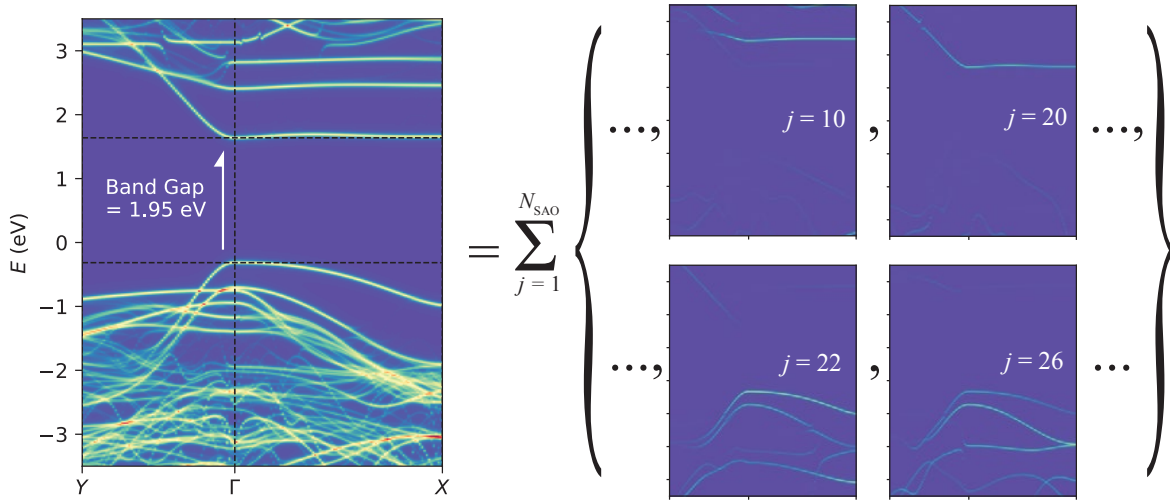 3
2
1
0
−1
−2
−3
E (eV)
Band Gap
= 1.95 eV
Y
Γ
X
=
N_SAO
∑
j = 1
{
...,
j = 10
,
j = 20
...,
...,
j = 22
,
j = 26
...
}